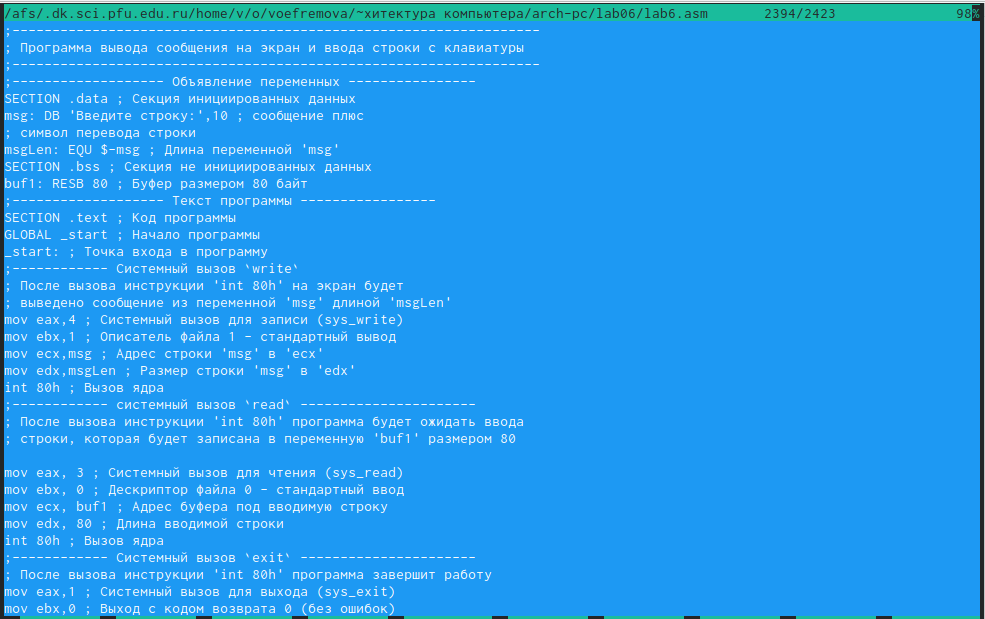 /afs/.dk.sci.pfu.edu.ru/home/v/o/voefremova/~хитектура компьютера/arch-pc/lab06/lab6.asm 2394/2423 98%
;------------------------------------------------------------------
; Программа вывода сообщения на экран и ввода строки с клавиатуры
;------------------------------------------------------------------
;------------------- Объявление переменных ----------------
SECTION .data ; Секция инициированных данных
msg: DB 'Введите строку:',10 ; сообщение плюс
; символ перевода строки
msgLen: EQU $-msg ; Длина переменной 'msg'
SECTION .bss ; Секция не инициированных данных
buf1: RESB 80 ; Буфер размером 80 байт
;------------------- Текст программы -----------------
SECTION .text ; Код программы
GLOBAL _start ; Начало программы
_start: ; Точка входа в программу
;------------ Системный вызов `write`
; После вызова инструкции 'int 80h' на экран будет
; выведено сообщение из переменной 'msg' длиной 'msgLen'
mov eax,4 ; Системный вызов для записи (sys_write)
mov ebx,1 ; Описатель файла 1 - стандартный вывод
mov ecx,msg ; Адрес строки 'msg' в 'ecx'
mov edx,msgLen ; Размер строки 'msg' в 'edx'
int 80h ; Вызов ядра
;------------ системный вызов `read` ----------------------
; После вызова инструкции 'int 80h' программа будет ожидать ввода
; строки, которая будет записана в переменную 'buf1' размером 80
mov eax, 3 ; Системный вызов для чтения (sys_read)
mov ebx, 0 ; Дескриптор файла 0 - стандартный ввод
mov ecx, buf1 ; Адрес буфера под вводимую строку
mov edx, 80 ; Длина вводимой строки
int 80h ; Вызов ядра
;------------ Системный вызов `exit` ----------------------
; После вызова инструкции 'int 80h' программа завершит работу
mov eax,1 ; Системный вызов для выхода (sys_exit)
mov ebx,0 ; Выход с кодом возврата 0 (без ошибок)